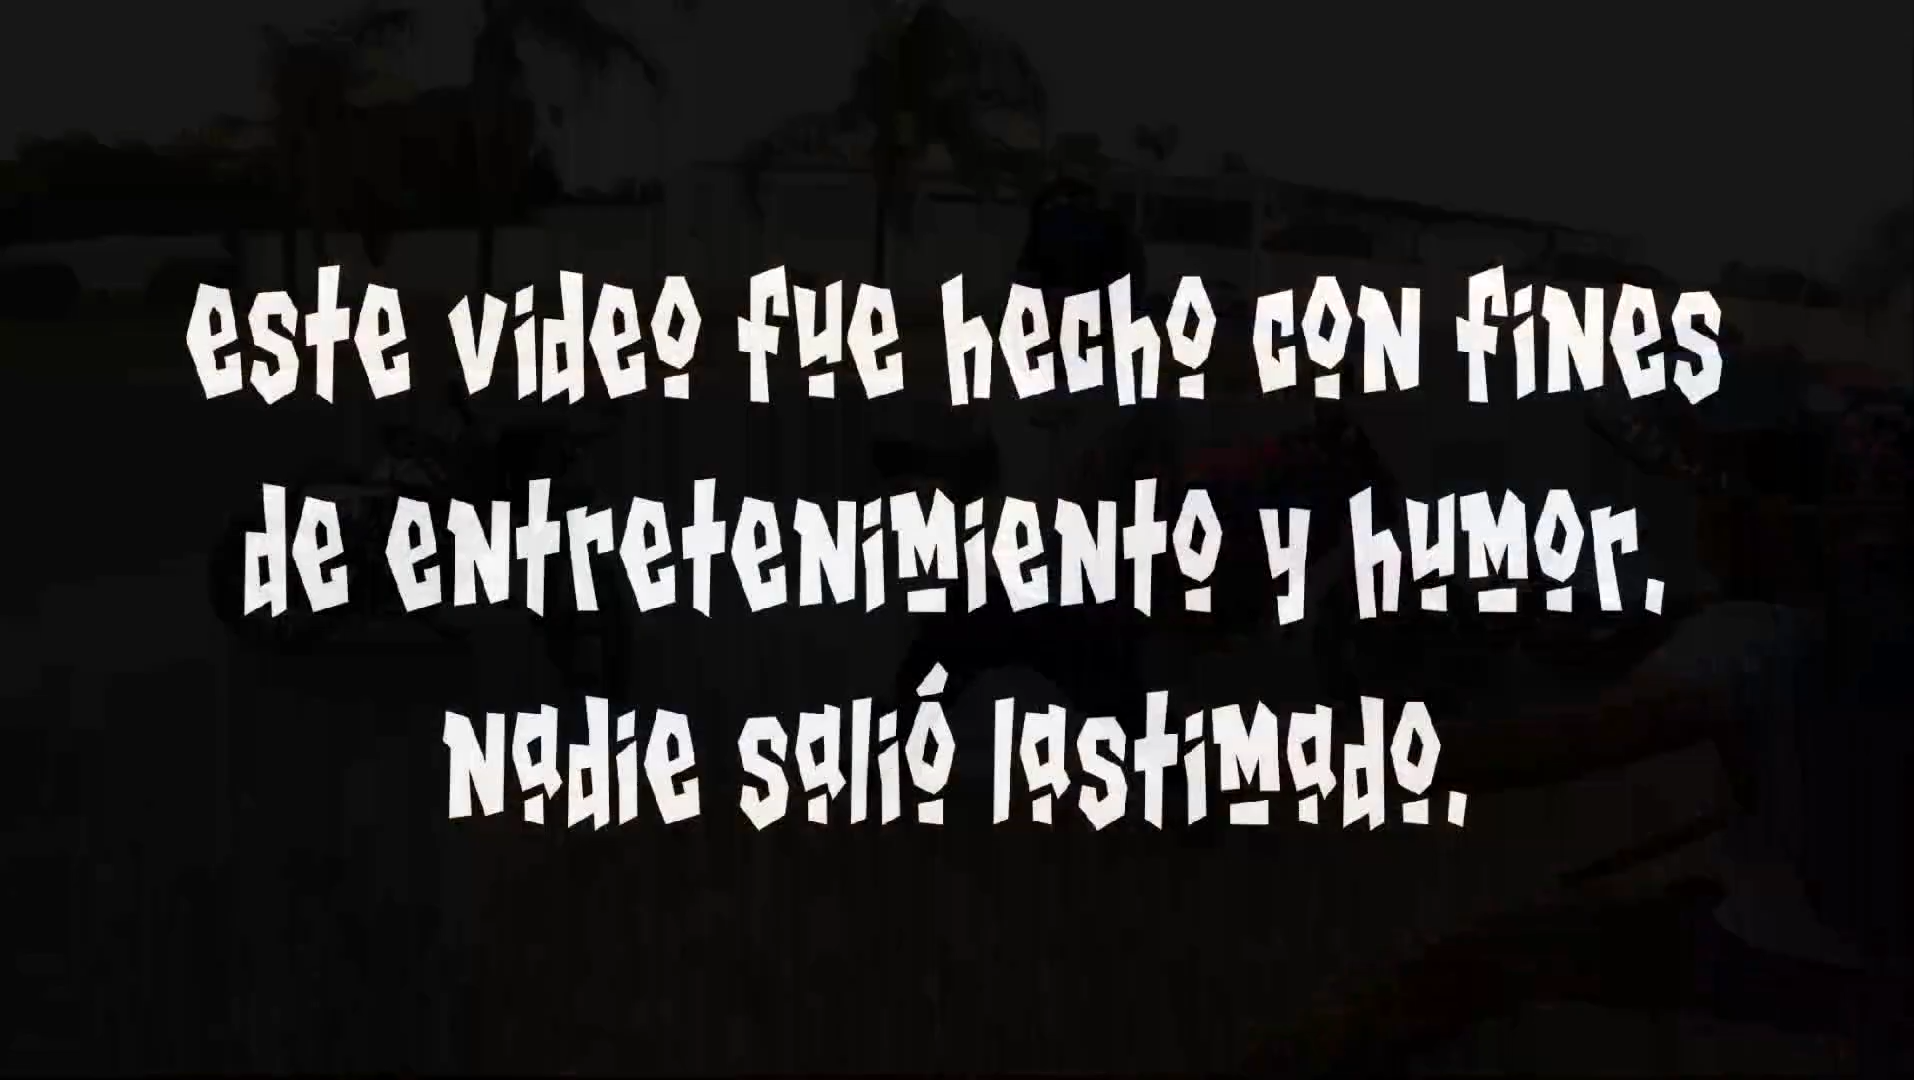 este video fue hecho con fines
de entretenimiento y humor.
Nadie salió lastimado.